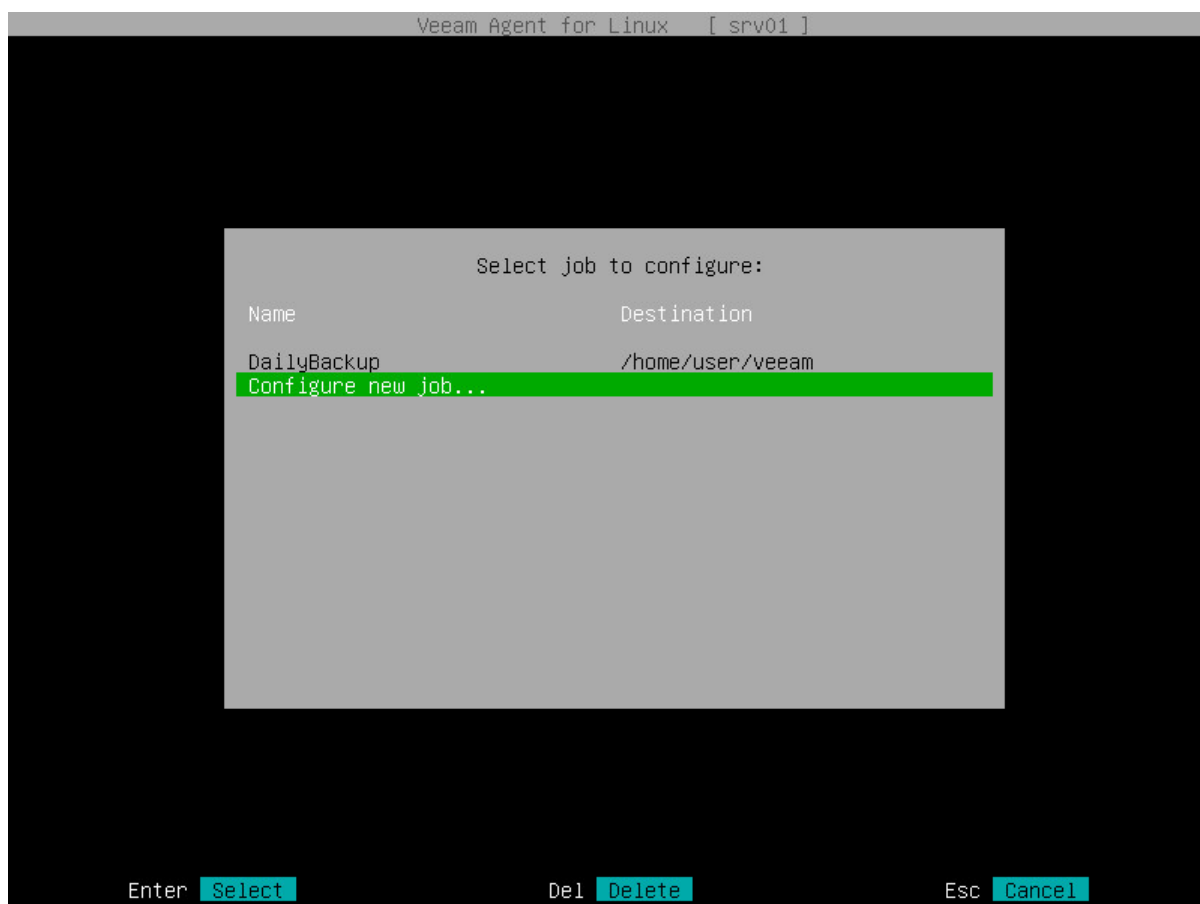 Veeam Agent for Linux [ srv01 ]
Select job to configure:
Name Destination
DailyBackup /home/user/veeam
Configure new job...
Enter Select Del Delete Esc Cancel